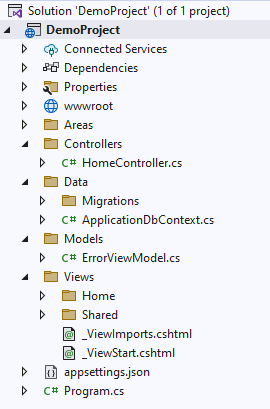 Solution 'DemoProject' (1 of 1 project)
DemoProject
Connected Services
Dependencies
Properties
wwwroot
Areas
Controllers
C# HomeController.cs
Data
Migrations
C# ApplicationDbContext.cs
Models
C# ErrorViewModel.cs
Views
Home
Shared
_ViewImports.cshtml
_ViewStart.cshtml
appsettings.json
C# Program.cs